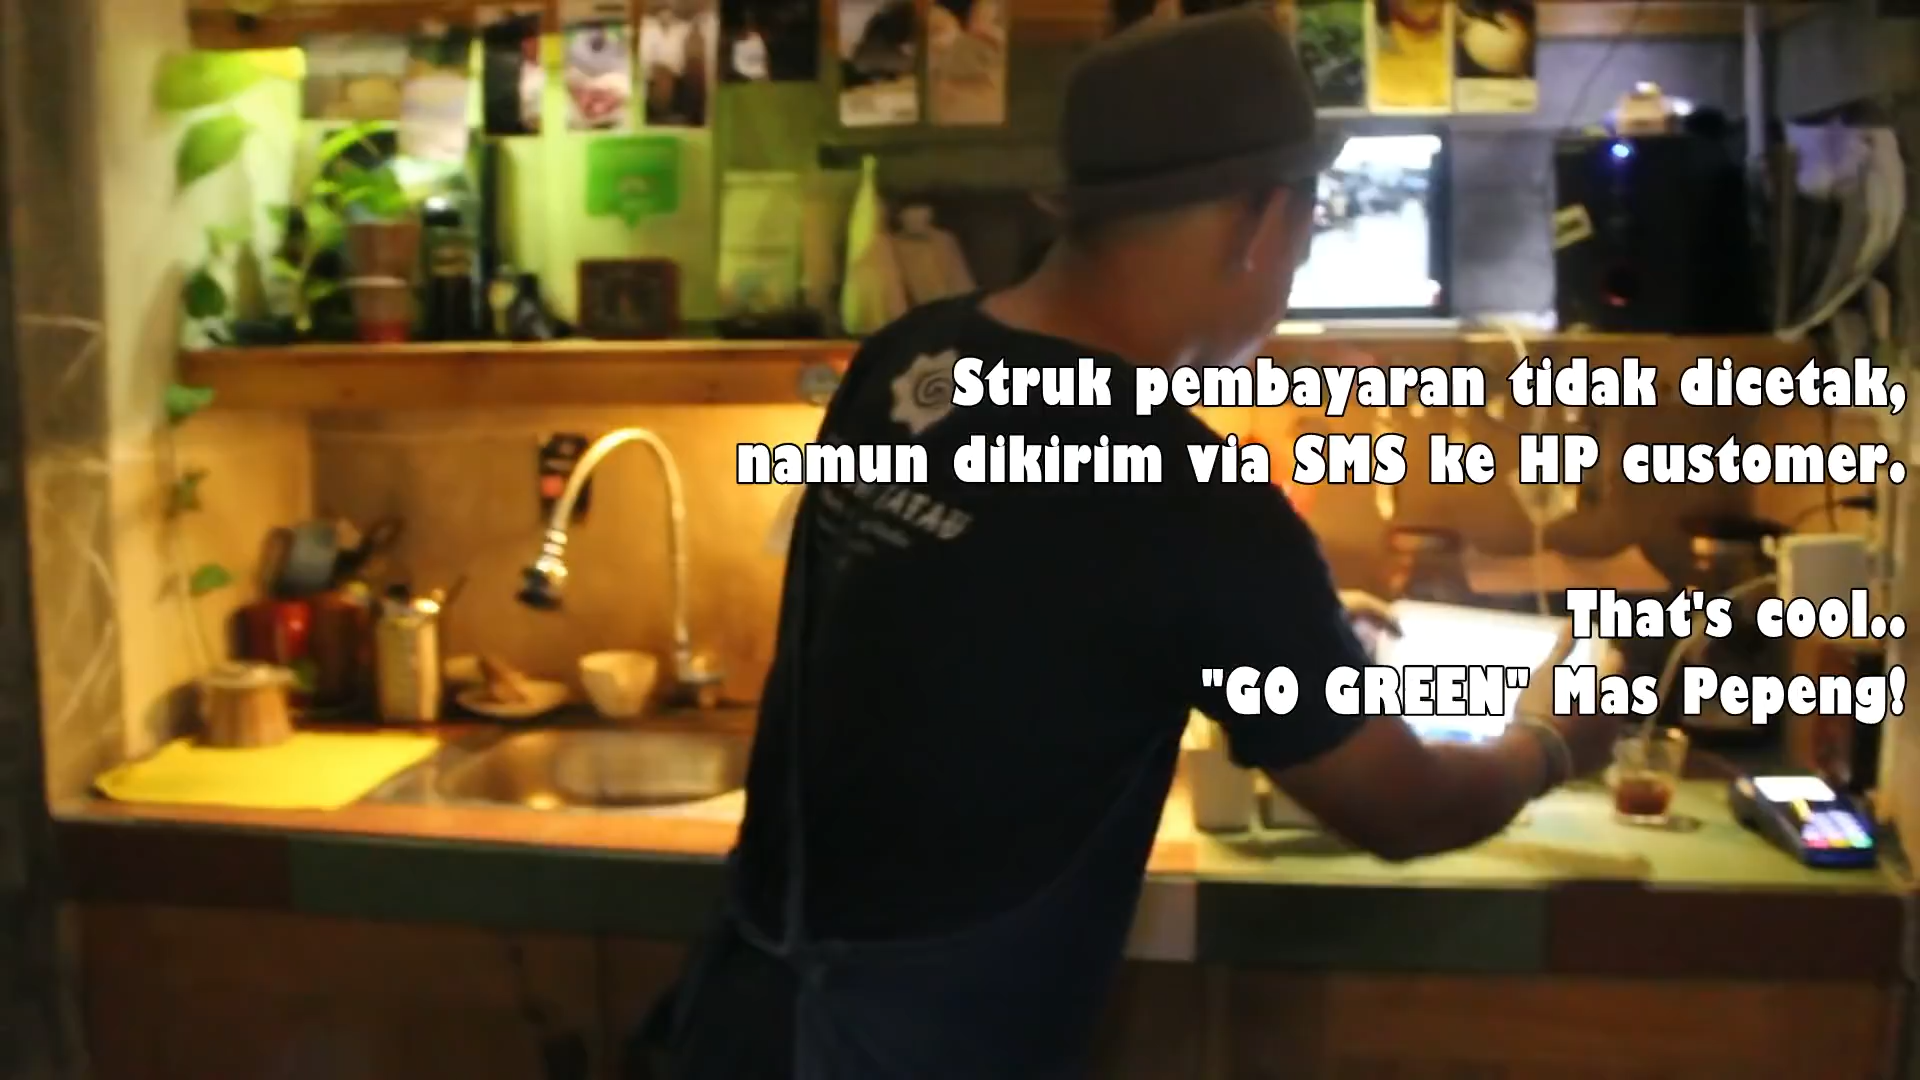 Struk pembayaran tidak dicetak,
namun dikirim via SMS ke HP customer.
That's cool..
"GO GREEN" Mas Pepeng!